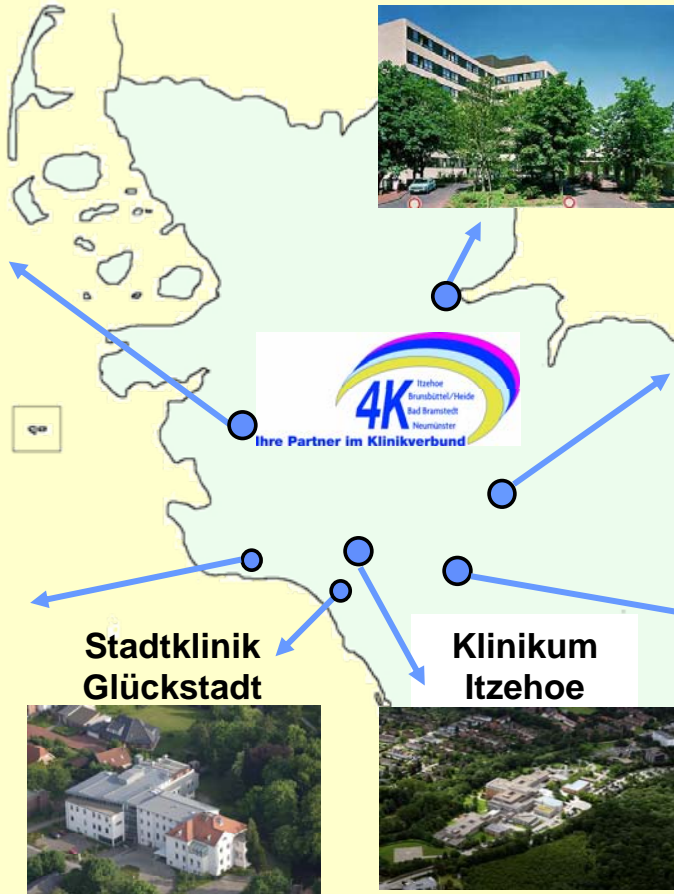 4K
Itzehoe
Brunsbüttel/Heide
Bad Bramstedt
Neumünster
Ihre Partner im Klinikverbund
Stadtklinik
Glückstadt
Klinikum
Itzehoe